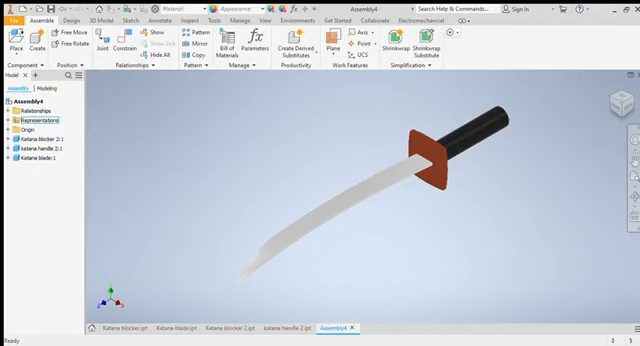 Material
Appearance
Assembly4
Search Help & Commands...
Sign In
File
Assemble
Design
3D Model
Sketch
Annotate
Inspect
Tools
Manage
View
Environments
Get Started
Collaborate
Electromechanical
Place
Create
Free Move
Free Rotate
Joint
Constrain
Show
Show Sick
Hide All
Pattern
Mirror
Copy
Bill of
Materials
fx
Parameters
Create Derived
Substitutes
Plane
Axis
Point
UCS
Shrinkwrap
Shrinkwrap
Substitute
Component
Position
Relationships
Pattern
Manage
Productivity
Work Features
Simplification
Model
Assembly
Modeling
Assembly4
Relationships
Representations
Origin
Katana blocker 2:1
katana handle 2:1
Katana blade:1
Z
X
Katana blocker.ipt
Katana blade.ipt
Katana blocker 2.ipt
katana handle 2.ipt
Assembly4
Ready
3
5